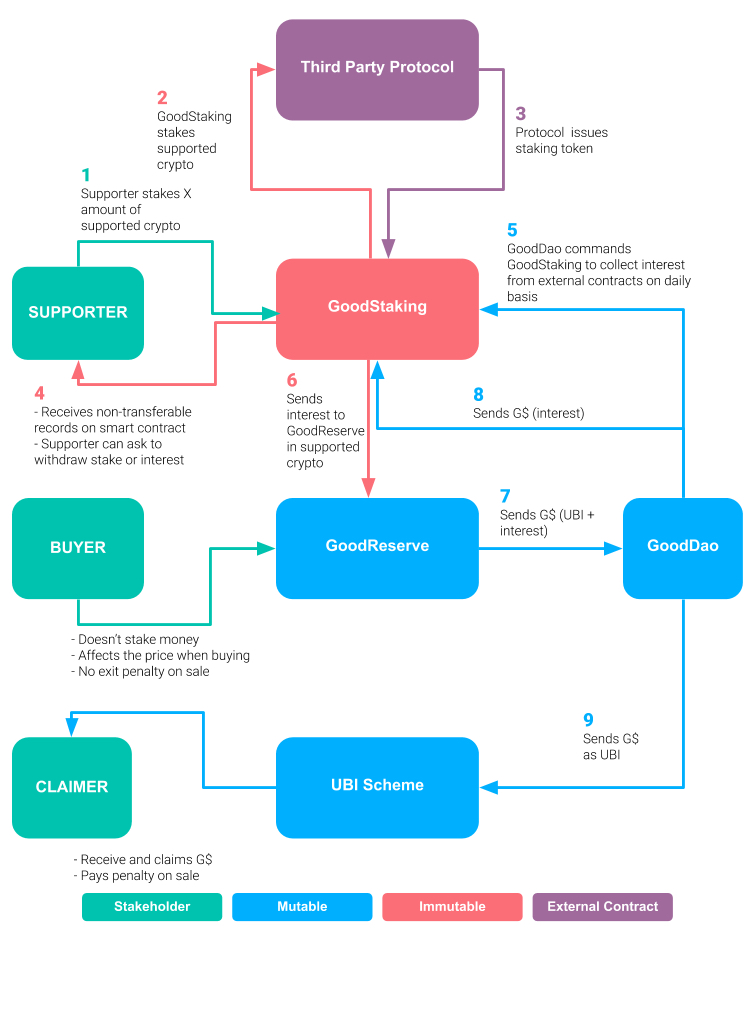 Third Party Protocol
2
GoodStaking
stakes
supported
crypto
3
Protocol  issues
staking token
1
Supporter stakes X
amount of
supported crypto
5
GoodDao commands
GoodStaking to collect interest
from external contracts on daily
basis
SUPPORTER
GoodStaking
4
- Receives non-transferable
records on smart contract
- Supporter can ask to
withdraw stake or interest
6
Sends
interest to
GoodReserve
in supported
crypto
8
Sends G$ (interest)
7
Sends G$ (UBI +
interest)
BUYER
GoodReserve
GoodDao
- Doesn’t stake money
- Affects the price when buying
- No exit penalty on sale
9
Sends G$
as UBI
CLAIMER
UBI Scheme
- Receive and claims G$
- Pays penalty on sale
Stakeholder
Mutable
Immutable
External Contract